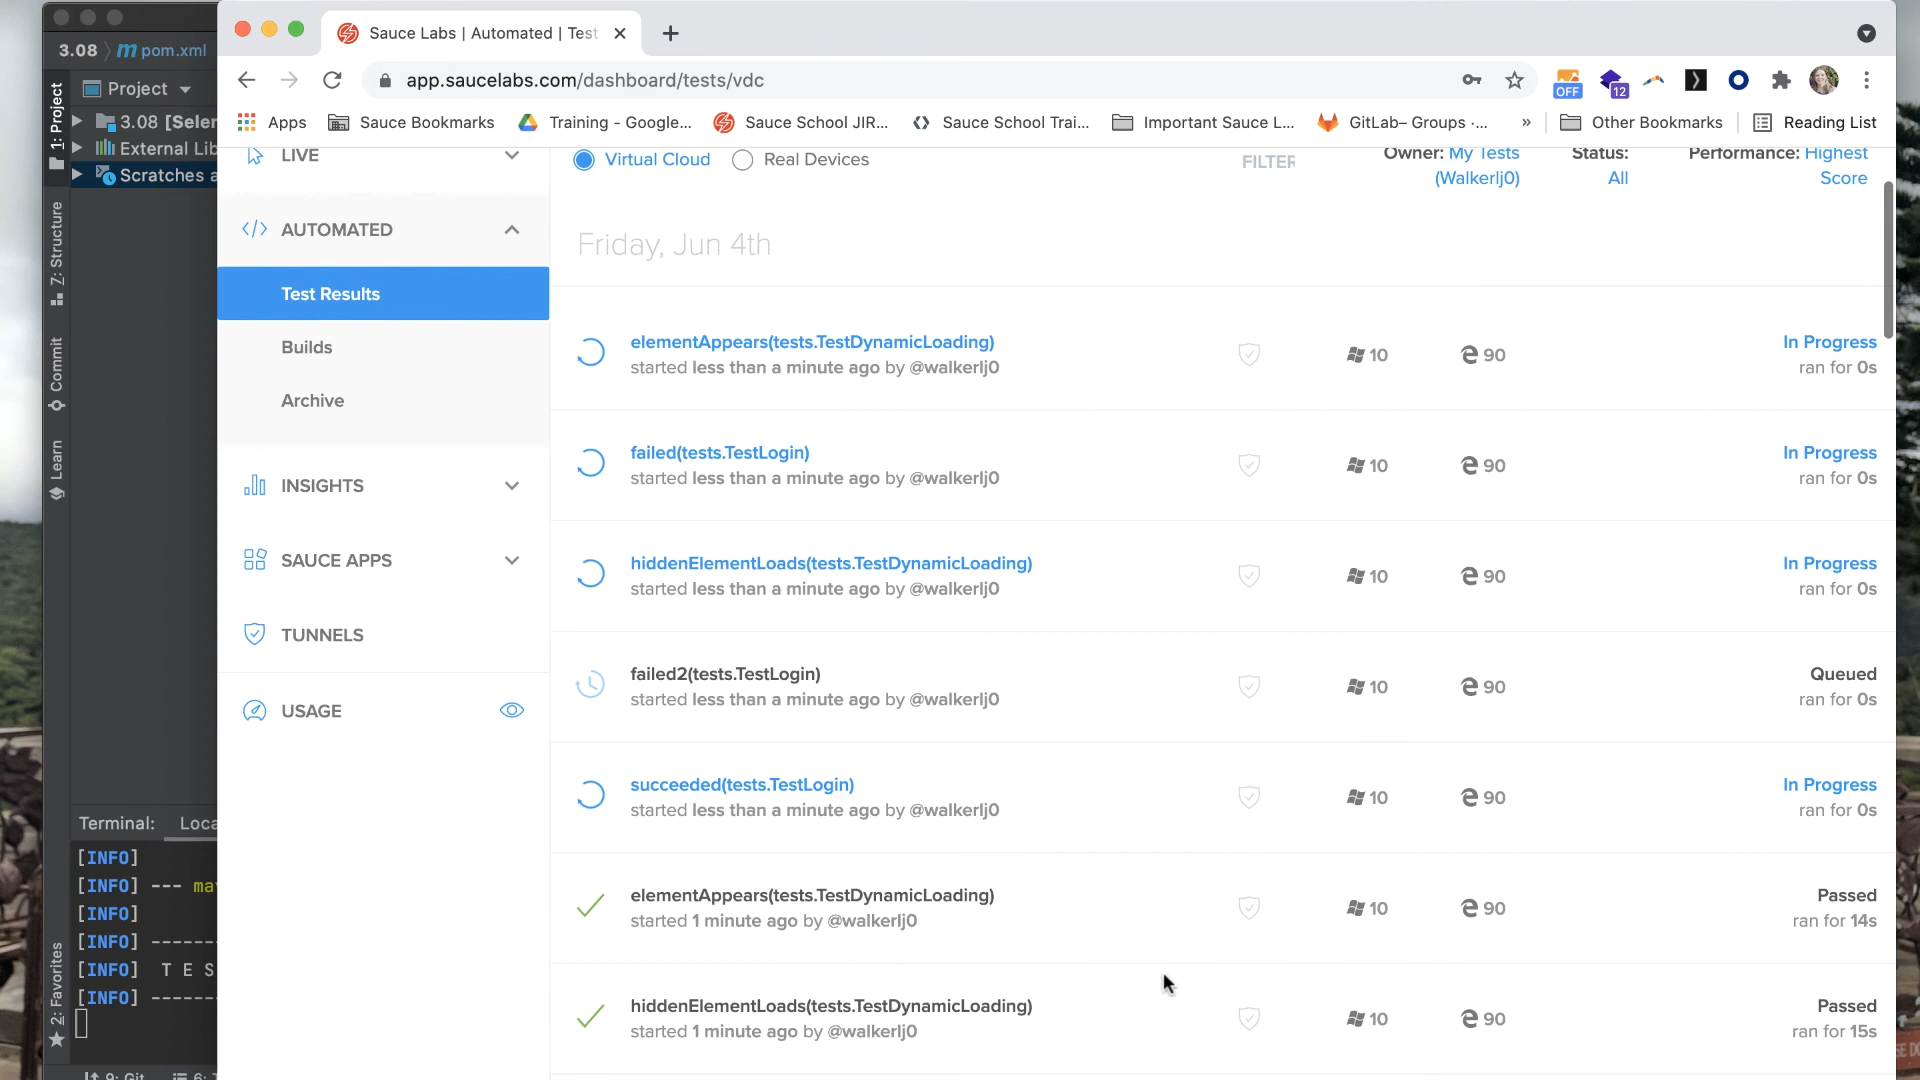 Sauce Labs | Automated | Test
3.08
pom.xml
app.saucelabs.com/dashboard/tests/vdc
OFF
12
Project
Apps
Sauce Bookmarks
Training - Google...
Sauce School JIR...
Sauce School Trai...
Important Sauce L...
GitLab– Groups ·...
»
Other Bookmarks
Reading List
1: Project
3.08 [Seler
External Lib
Scratches a
Z: Structure
Commit
Learn
2: Favorites
LIVE
AUTOMATED
Test Results
Builds
Archive
INSIGHTS
SAUCE APPS
TUNNELS
USAGE
Virtual Cloud
Real Devices
FILTER
Owner: My Tests
(Walkerlj0)
Status:
All
Performance: Highest
Score
Friday, Jun 4th
elementAppears(tests.TestDynamicLoading)
started less than a minute ago by @walkerlj0
10
90
In Progress
ran for 0s
failed(tests.TestLogin)
started less than a minute ago by @walkerlj0
10
90
In Progress
ran for 0s
hiddenElementLoads(tests.TestDynamicLoading)
started less than a minute ago by @walkerlj0
10
90
In Progress
ran for 0s
failed2(tests.TestLogin)
started less than a minute ago by @walkerlj0
10
90
Queued
ran for 0s
succeeded(tests.TestLogin)
started less than a minute ago by @walkerlj0
10
90
In Progress
ran for 0s
elementAppears(tests.TestDynamicLoading)
started 1 minute ago by @walkerlj0
10
90
Passed
ran for 14s
hiddenElementLoads(tests.TestDynamicLoading)
started 1 minute ago by @walkerlj0
10
90
Passed
ran for 15s
Terminal:
Loca
[INFO]
[INFO] --- ma
[INFO]
[INFO] ------
[INFO] T E S
[INFO] ------
9: Git
6: